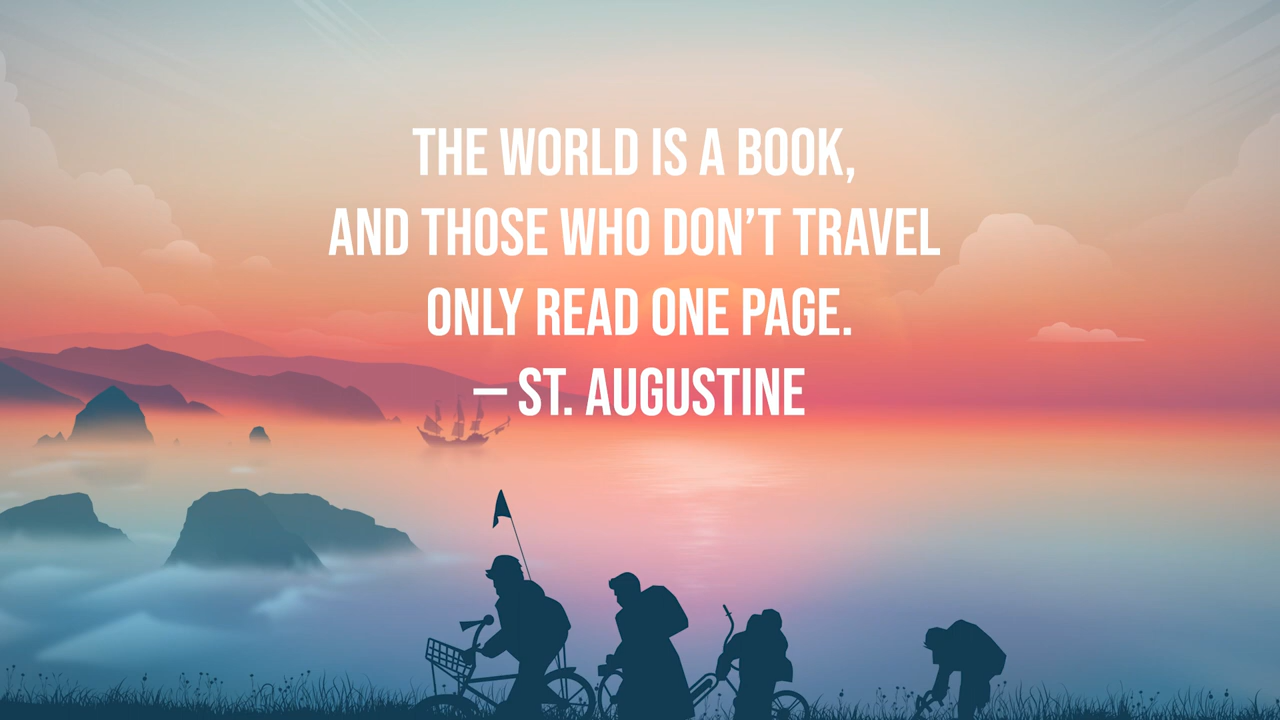 THE WORLD IS A BOOK,
AND THOSE WHO DON’T TRAVEL
ONLY READ ONE PAGE.
– ST. AUGUSTINE